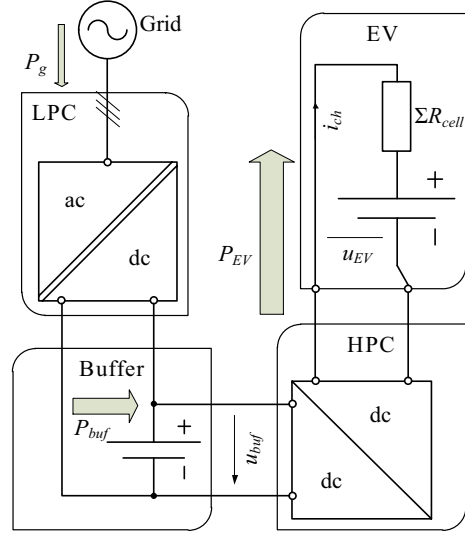 Grid
P_g
LPC
ac
dc
EV
i_ch
ΣR_cell
+
u_EV
P_EV
Buffer
P_buf
+
u_buf
HPC
dc
dc